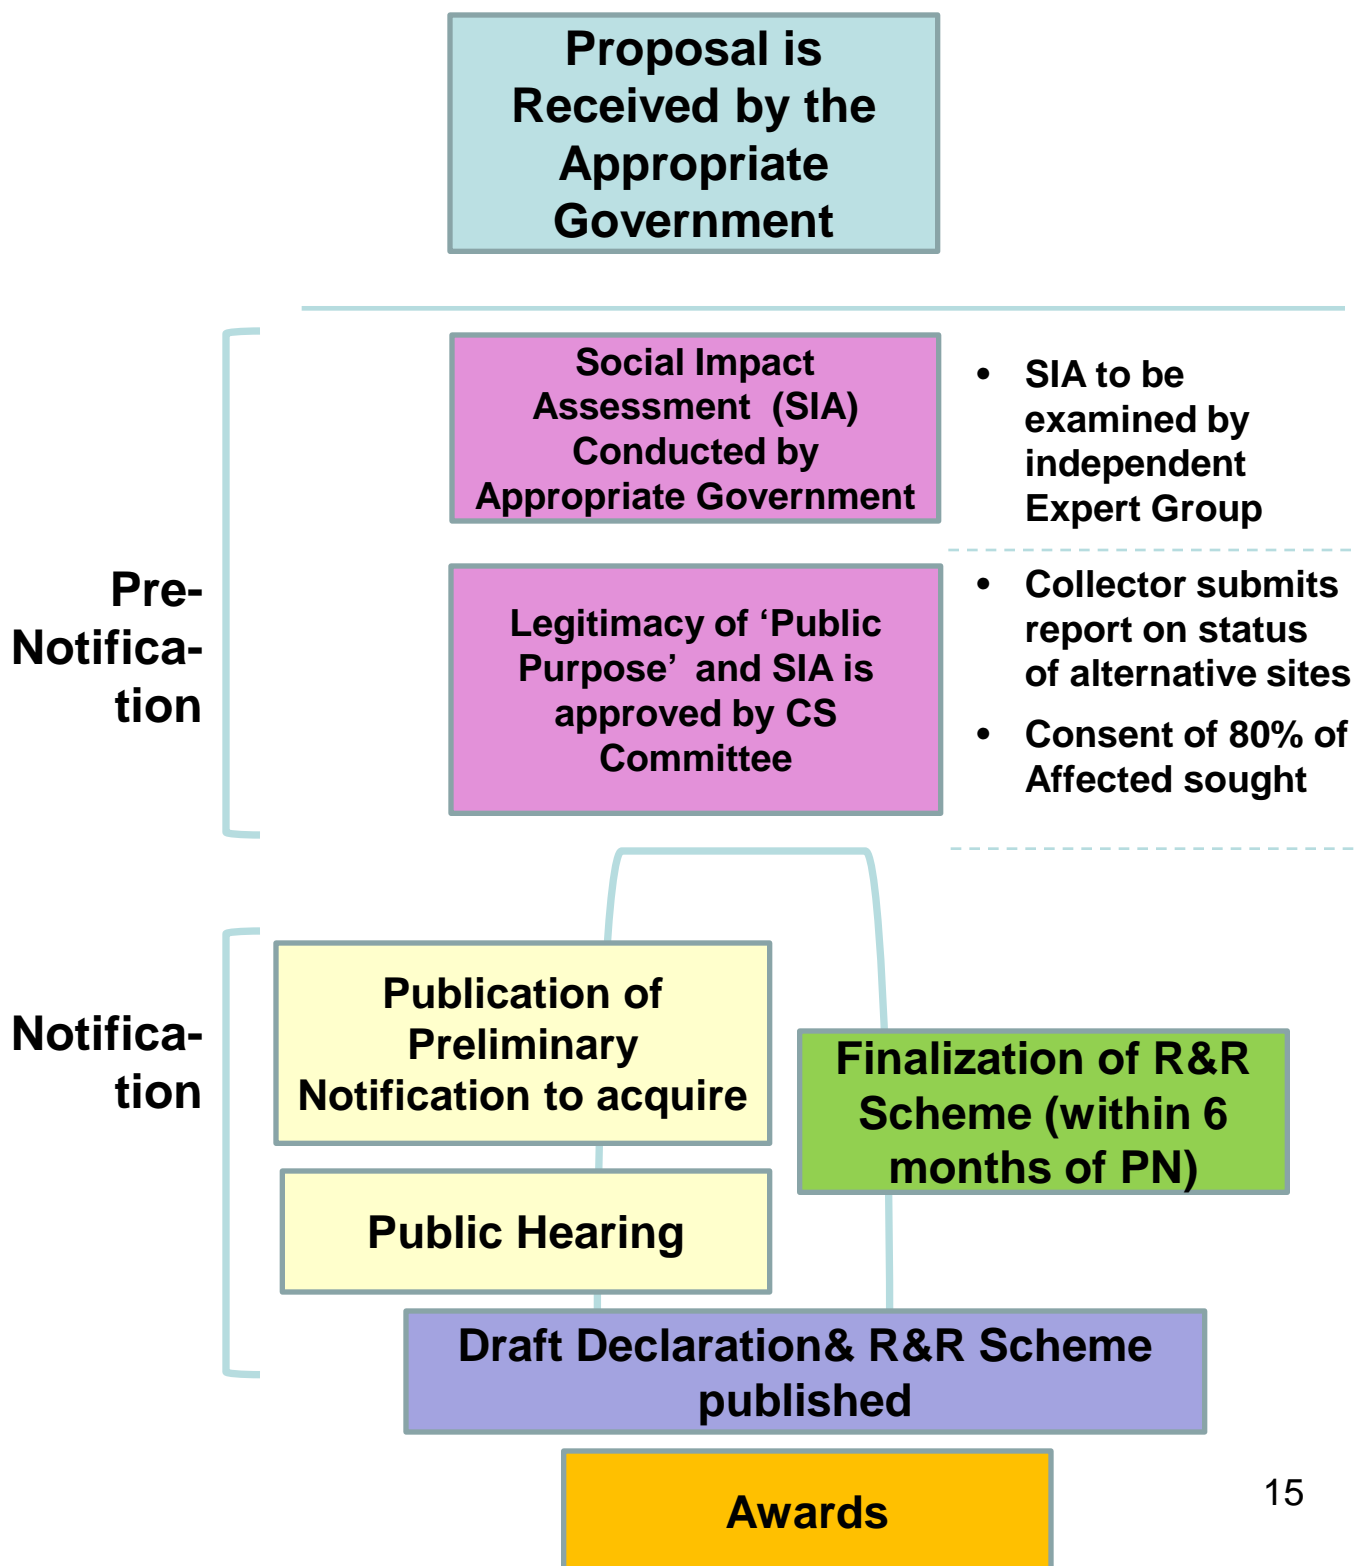 Proposal is
Received by the
Appropriate
Government
Pre-
Notifica-
tion
Social Impact
Assessment (SIA)
Conducted by
Appropriate Government
• SIA to be
examined by
independent
Expert Group
Legitimacy of ‘Public
Purpose’ and SIA is
approved by CS
Committee
• Collector submits
report on status
of alternative sites
• Consent of 80% of
Affected sought
Notifica-
tion
Publication of
Preliminary
Notification to acquire
Finalization of R&R
Scheme (within 6
months of PN)
Public Hearing
Draft Declaration& R&R Scheme
published
Awards
15